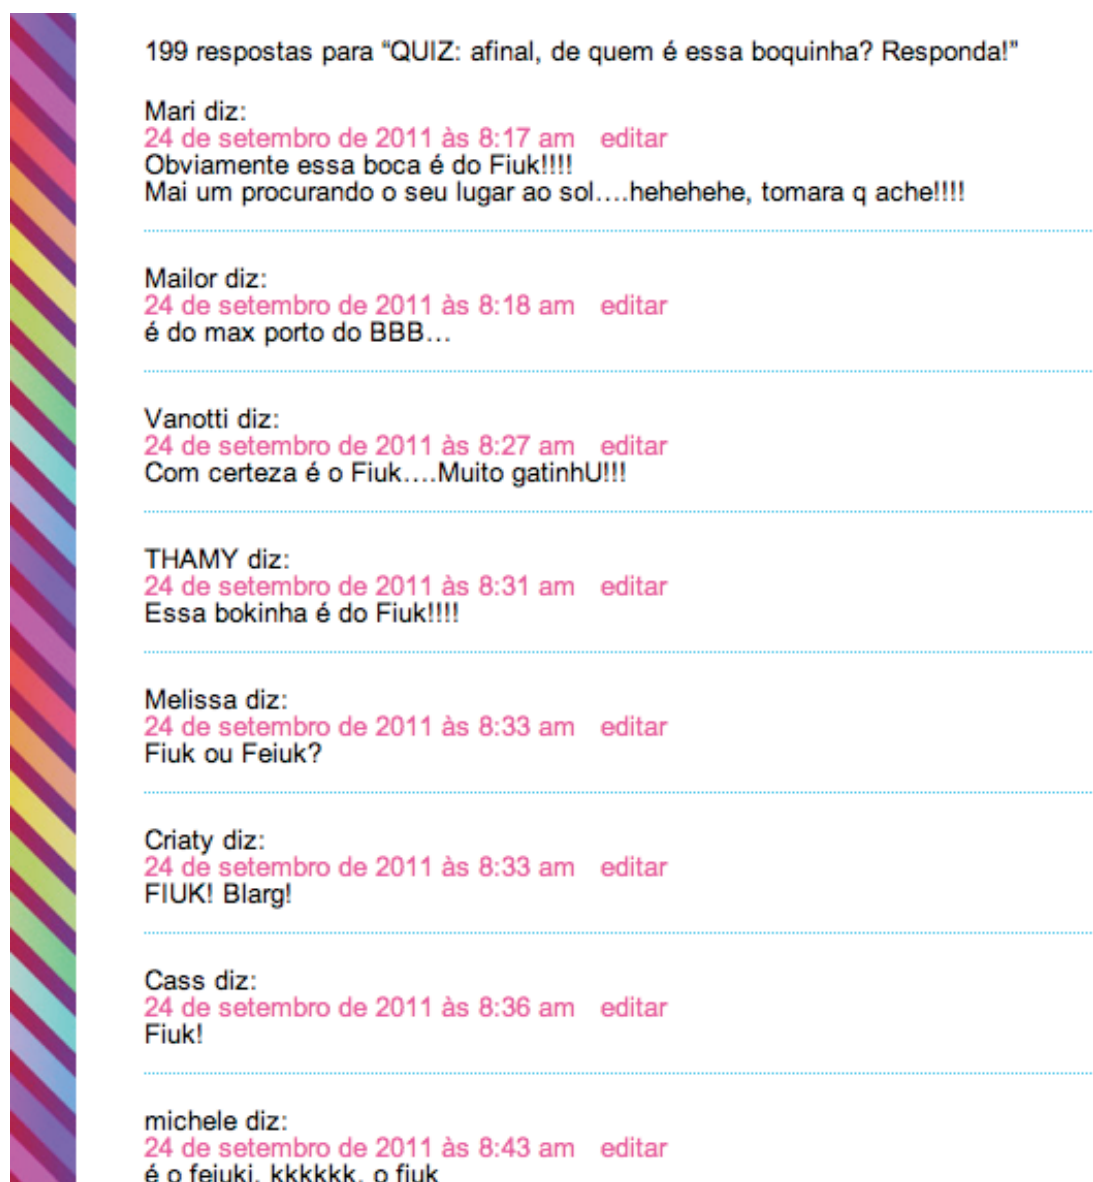 199 respostas para “QUIZ: afinal, de quem é essa boquinha? Responda!”
Mari diz:
24 de setembro de 2011 às 8:17 am editar
Obviamente essa boca é do Fiuk!!!!
Mai um procurando o seu lugar ao sol….hehehehe, tomara q ache!!!!
Mailor diz:
24 de setembro de 2011 às 8:18 am editar
é do max porto do BBB…
Vanotti diz:
24 de setembro de 2011 às 8:27 am editar
Com certeza é o Fiuk….Muito gatinhU!!!
THAMY diz:
24 de setembro de 2011 às 8:31 am editar
Essa bokinha é do Fiuk!!!!
Melissa diz:
24 de setembro de 2011 às 8:33 am editar
Fiuk ou Feiuk?
Criaty diz:
24 de setembro de 2011 às 8:33 am editar
FIUK! Blarg!
Cass diz:
24 de setembro de 2011 às 8:36 am editar
Fiuk!
michele diz:
24 de setembro de 2011 às 8:43 am editar
é o feiuki, kkkkkk, o fiuk